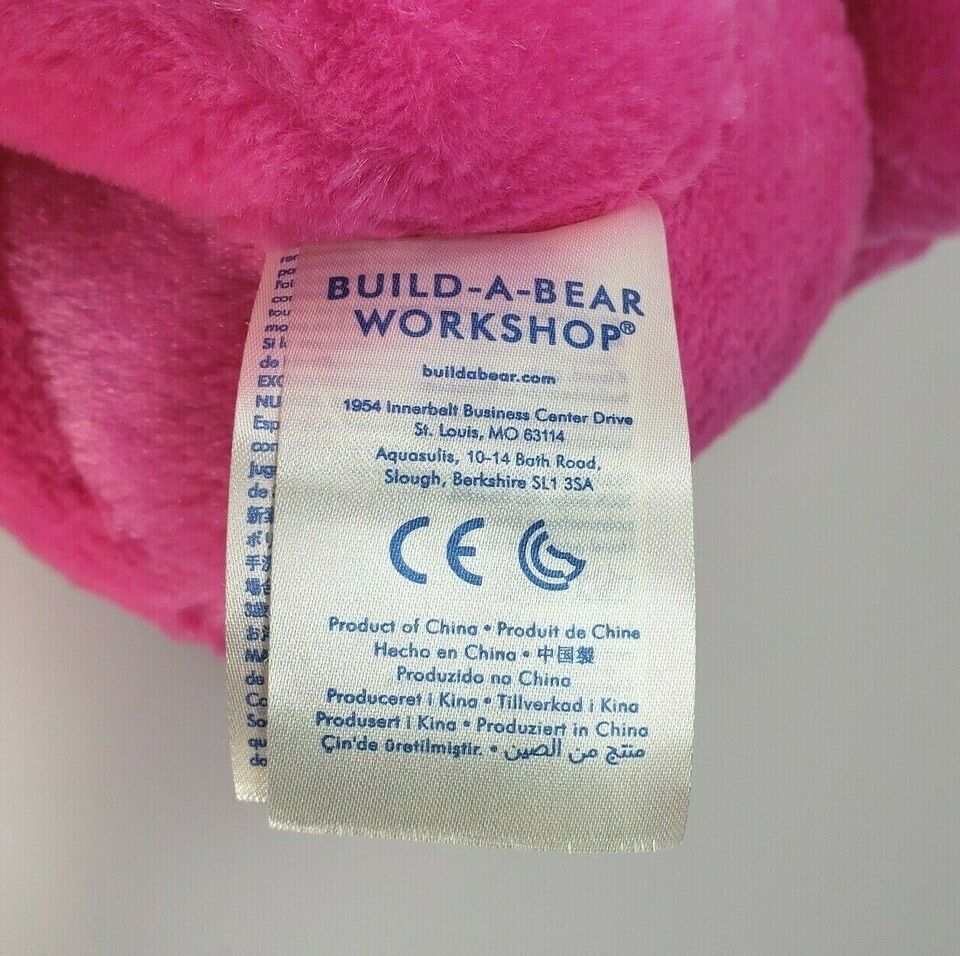 BUILD-A-BEAR
WORKSHOP®
buildabear.com
1954 Innerbelt Business Center Drive
St. Louis, MO 63114
Aquasulis, 10-14 Bath Road,
Slough, Berkshire SL1 3SA
CE
Product of China • Produit de Chine
Hecho en China • 中国製
Produzido na China
Produceret i Kina • Tillverkad i Kina
Produsert i Kina • Produziert in China
Çin'de üretilmiştir. • منتج من الصين